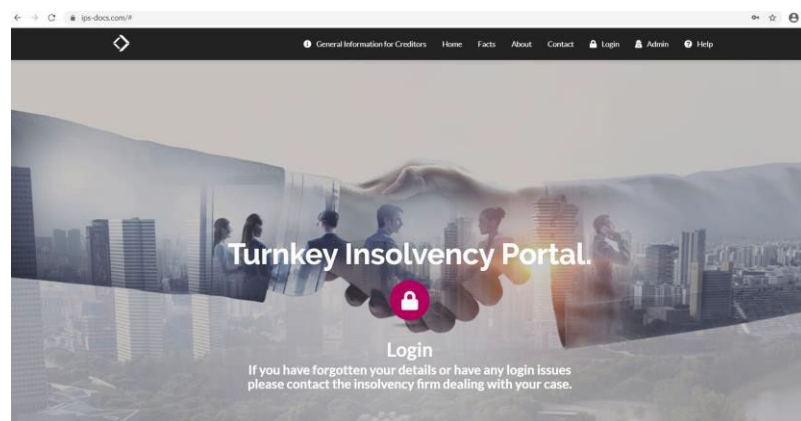 ips-docs.com/#
General Information for Creditors Home Facts About Contact Login Admin Help
Turnkey Insolvency Portal.
Login
If you have forgotten your details or have any login issues
please contact the insolvency firm dealing with your case.